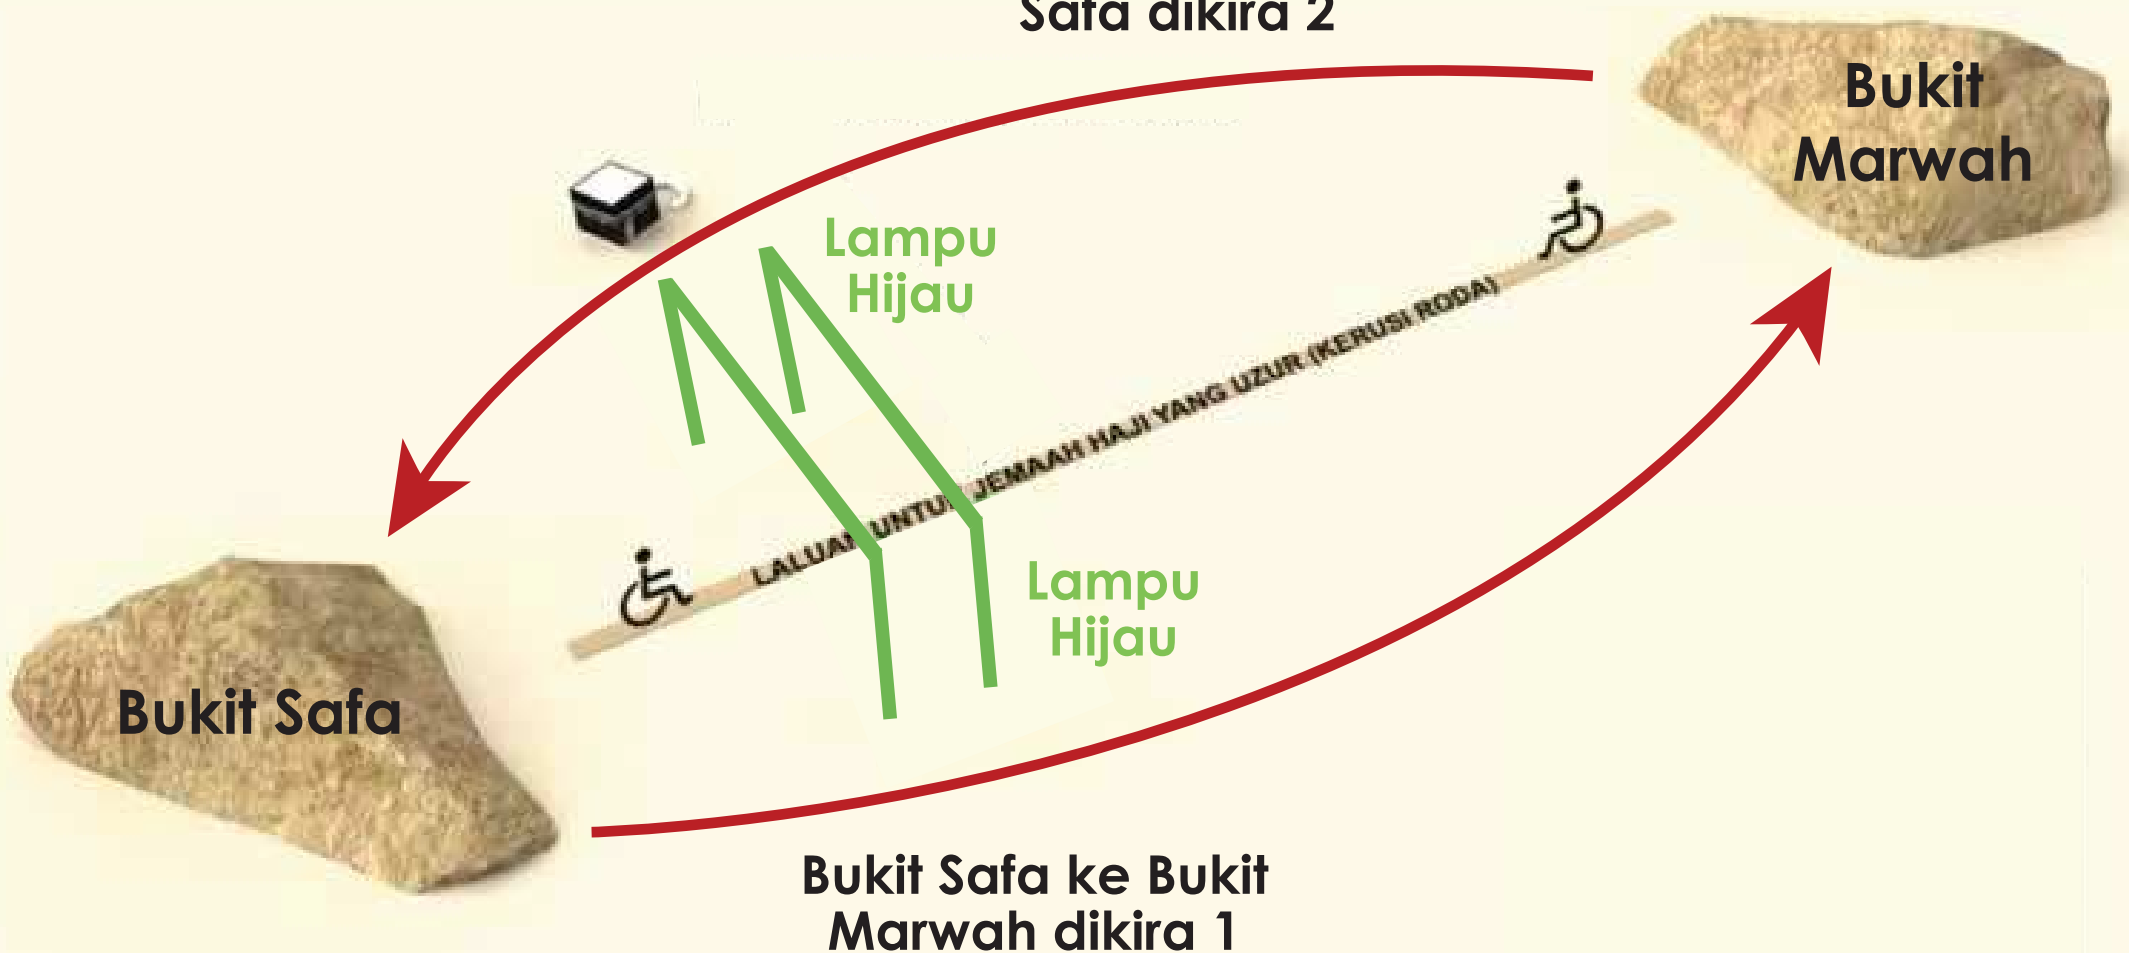 Safa dikira 2
Bukit
Marwah
Lampu
Hijau
LALUAN UNTUK JEMAAH HAJI YANG UZUR (KERUSI RODA)
Lampu
Hijau
Bukit Safa
Bukit Safa ke Bukit
Marwah dikira 1